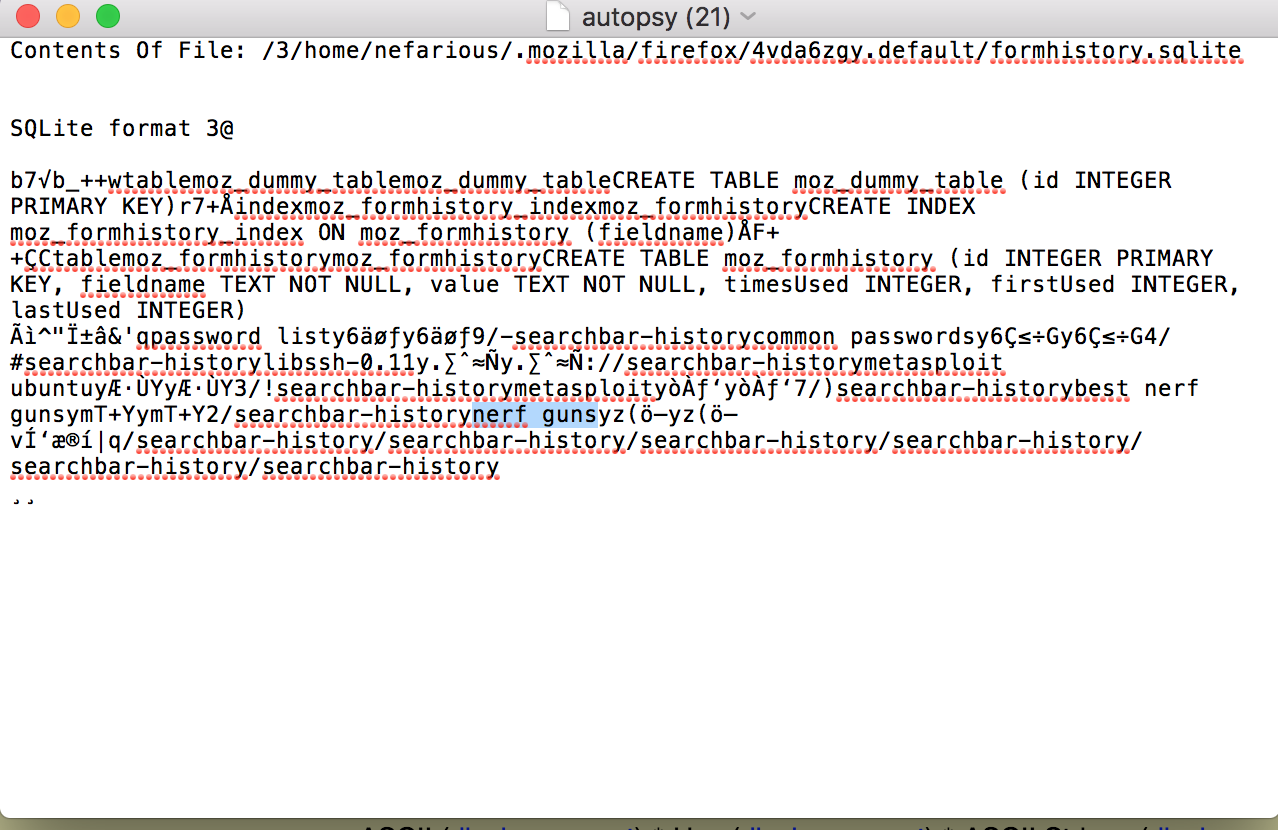 autopsy (21)
Contents Of File: /3/home/nefarious/.mozilla/firefox/4vda6zgy.default/formhistory.sqlite
SQLite format 3@
b7√b_++wtablemoz_dummy_tablemoz_dummy_tableCREATE TABLE moz_dummy_table (id INTEGER
PRIMARY KEY)r7+Åindexmoz_formhistory_indexmoz_formhistoryCREATE INDEX
moz_formhistory_index ON moz_formhistory (fieldname)ÅF+
+ÇCtablemoz_formhistorymoz_formhistoryCREATE TABLE moz_formhistory (id INTEGER PRIMARY
KEY, fieldname TEXT NOT NULL, value TEXT NOT NULL, timesUsed INTEGER, firstUsed INTEGER,
lastUsed INTEGER)
Ãì^"Ï±â&'qpassword listy6äøƒy6äøƒ9/-searchbar-historycommon passwordsy6Ç≤÷Gy6Ç≤÷G4/
#searchbar-historylibssh-0.11y.∑ˆ≈Ñy.∑ˆ≈Ñ://searchbar-historymetasploit
ubuntuyÆ·ÙYyÆ·ÙY3/!searchbar-historymetasploityòÀƒ‘yòÀƒ‘7/)searchbar-historybest nerf
gunsymT+YymT+Y2/searchbar-historynerf gunsyz(ö—yz(ö—
vÍ‘æ®í|q/searchbar-history/searchbar-history/searchbar-history/searchbar-history/
searchbar-history/searchbar-history